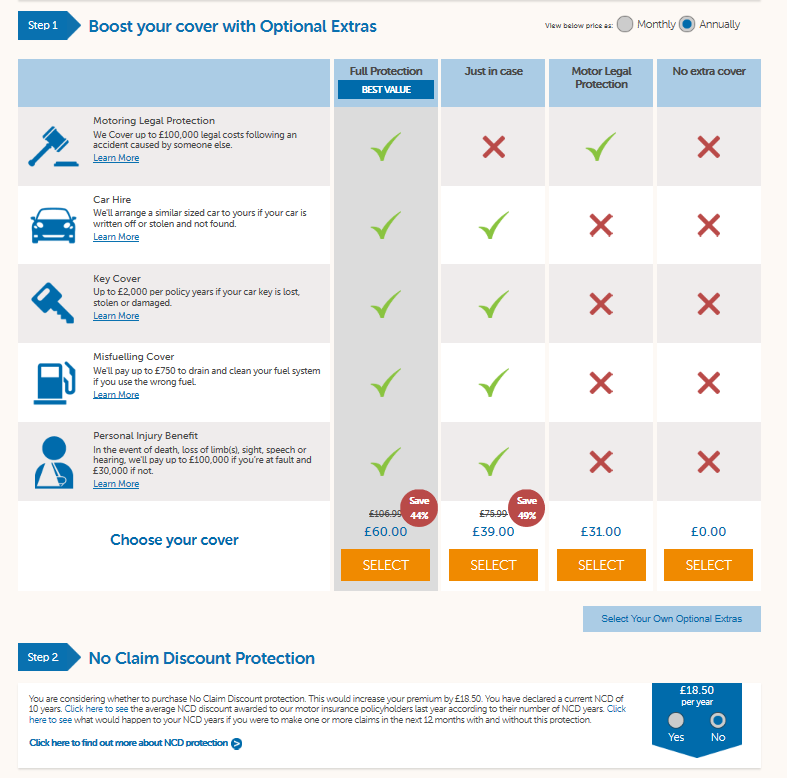 Step 1
Boost your cover with Optional Extras
View below price as: Monthly Annually
Full Protection
BEST VALUE
Just in case
Motor Legal
Protection
No extra cover
Motoring Legal Protection
We Cover up to £100,000 legal costs following an
accident caused by someone else.
Learn More
Car Hire
We'll arrange a similar sized car to yours if your car is
written off or stolen and not found.
Learn More
Key Cover
Up to £2,000 per policy years if your car key is lost,
stolen or damaged.
Learn More
Misfuelling Cover
We'll pay up to £750 to drain and clean your fuel system
if you use the wrong fuel.
Learn More
Personal Injury Benefit
In the event of death, loss of limb(s), sight, speech or
hearing, we'll pay up to £100,000 if you're at fault and
£30,000 if not.
Learn More
Choose your cover
£106.99
Save
44%
£60.00
SELECT
£75.99
Save
49%
£39.00
SELECT
£31.00
SELECT
£0.00
SELECT
Select Your Own Optional Extras
Step 2
No Claim Discount Protection
You are considering whether to purchase No Claim Discount protection. This would increase your premium by £18.50. You have declared a current NCD of
10 years. Click here to see the average NCD discount awarded to our motor insurance policyholders last year according to their number of NCD years. Click
here to see what would happen to your NCD years if you were to make one or more claims in the next 12 months with and without this protection.
Click here to find out more about NCD protection
£18.50
per year
Yes No